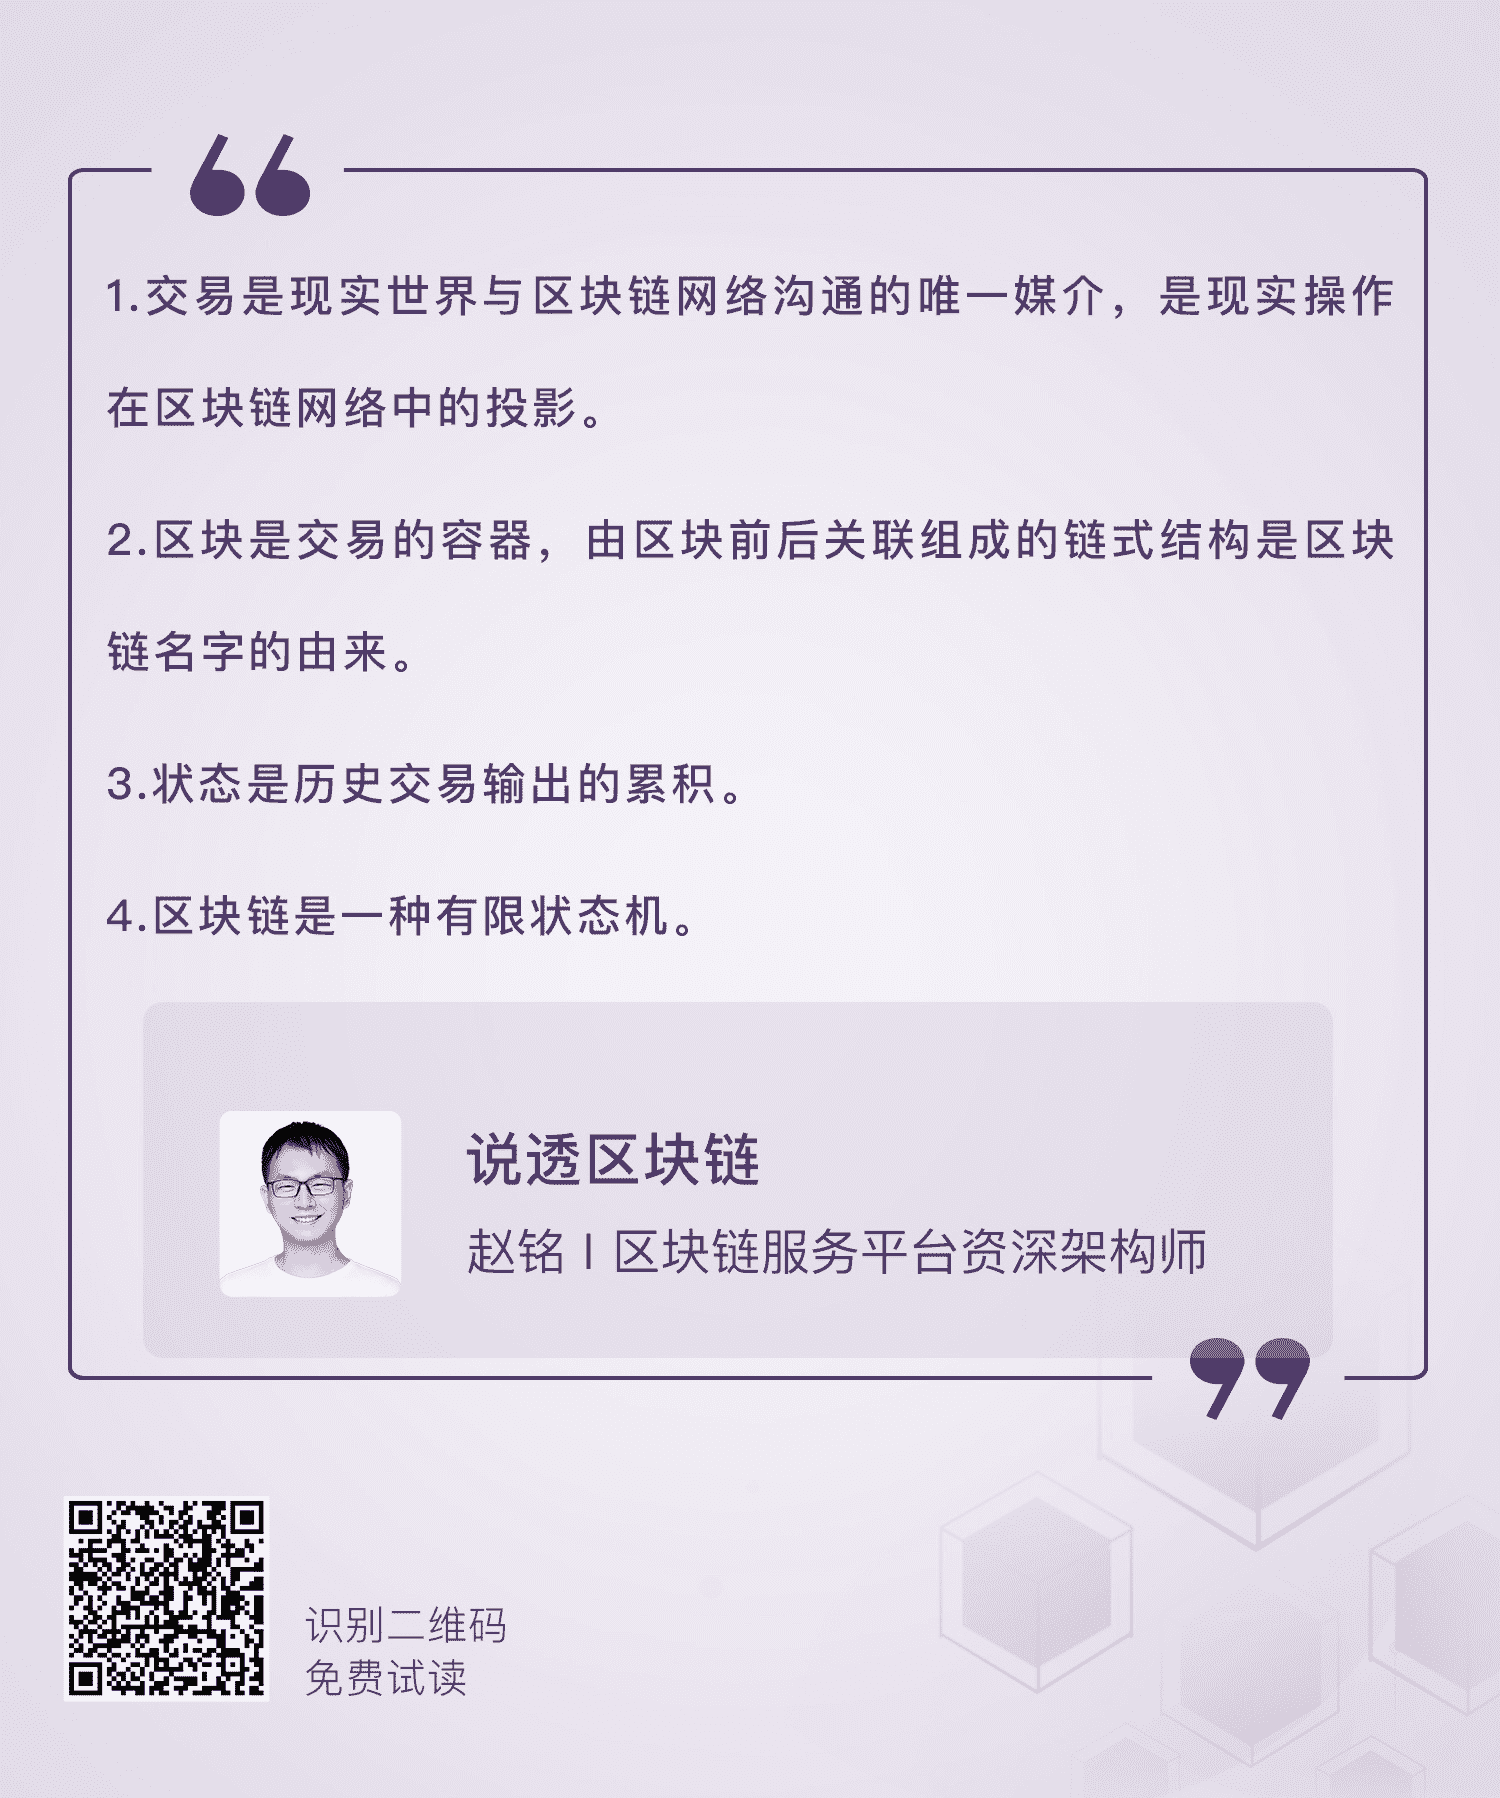 1.交易是现实世界与区块链网络沟通的唯一媒介，是现实操作
在区块链网络中的投影。
2.区块是交易的容器，由区块前后关联组成的链式结构是区块
链名字的由来。
3.状态是历史交易输出的累积。
4.区块链是一种有限状态机。
说透区块链
赵铭 | 区块链服务平台资深架构师
识别二维码
免费试读